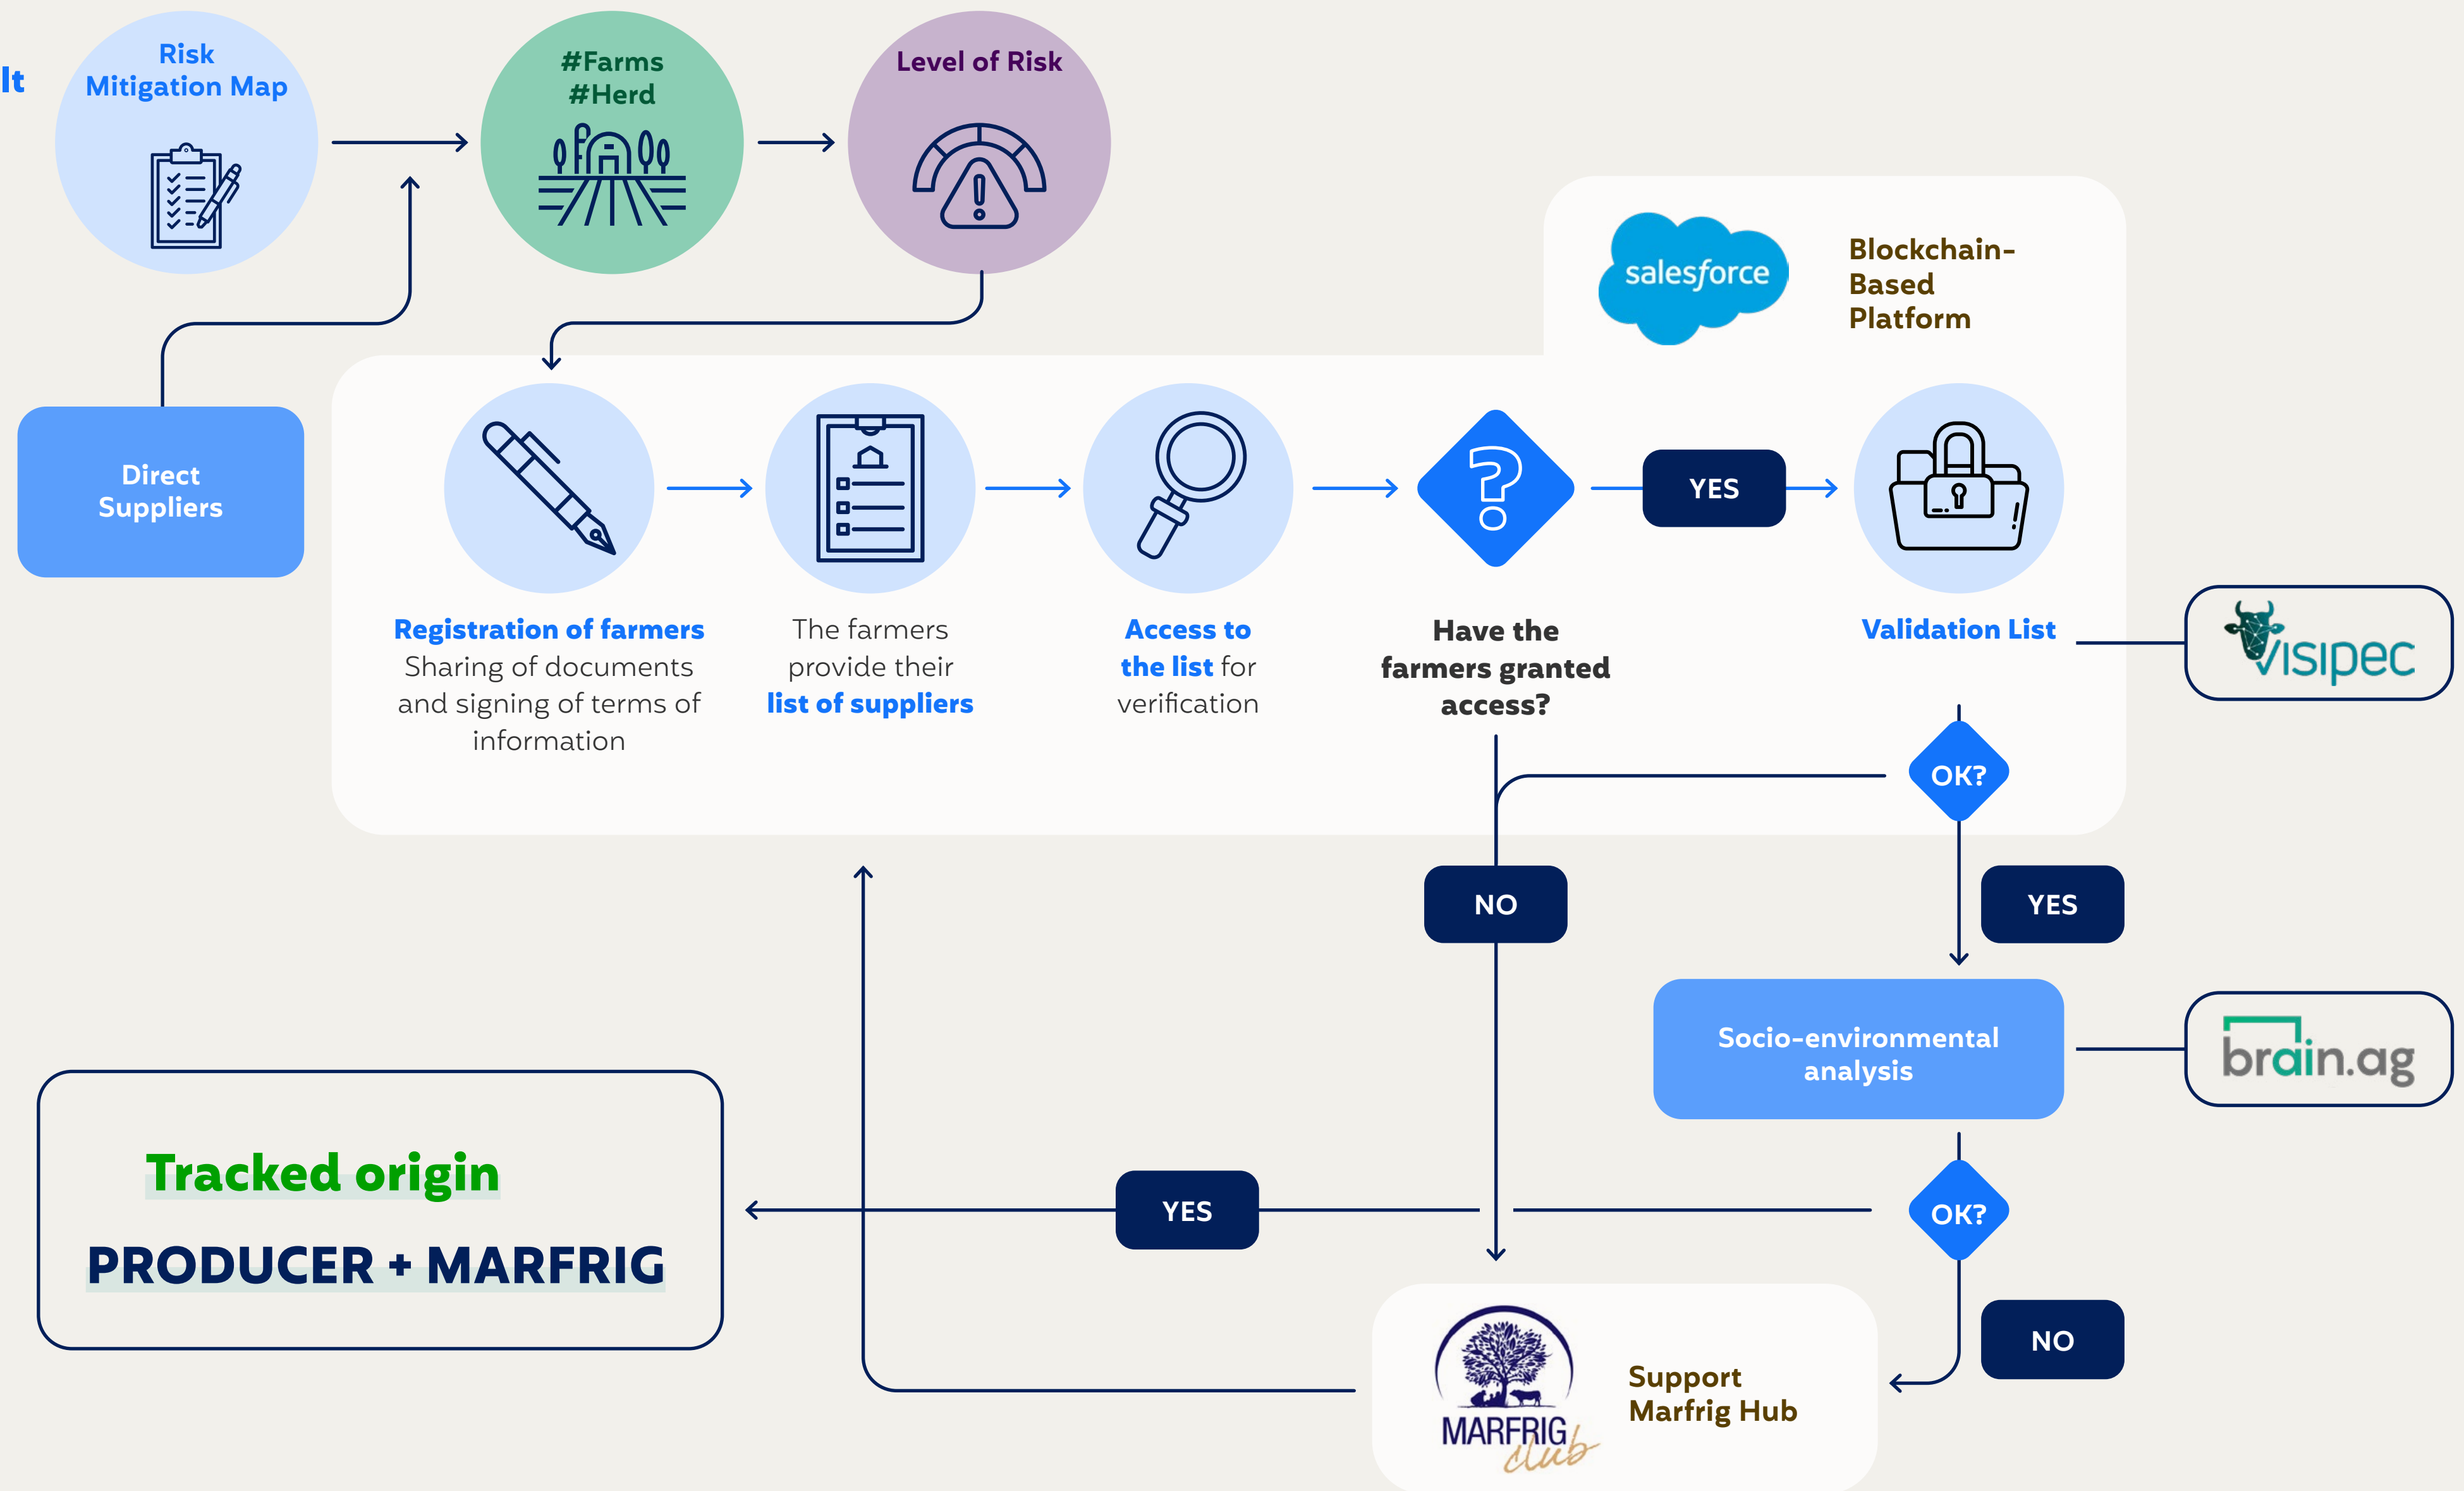 lt
Risk
Mitigation Map
#Farms
#Herd
Level of Risk
salesforce
Blockchain-
Based
Platform
Direct
Suppliers
YES
Registration of farmers
Sharing of documents
and signing of terms of
information
The farmers
provide their
list of suppliers
Access to
the list for
verification
Have the
farmers granted
access?
Validation List
Visipec
OK?
NO
YES
Socio-environmental
analysis
brain.ag
Tracked origin
PRODUCER + MARFRIG
YES
OK?
NO
MARFRIG
club
Support
Marfrig Hub